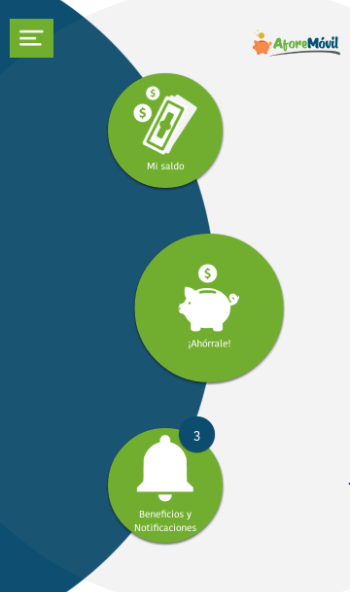 AforeMóvil
$
$
Mi saldo
$
¡Ahórrale!
3
Beneficios y
Notificaciones